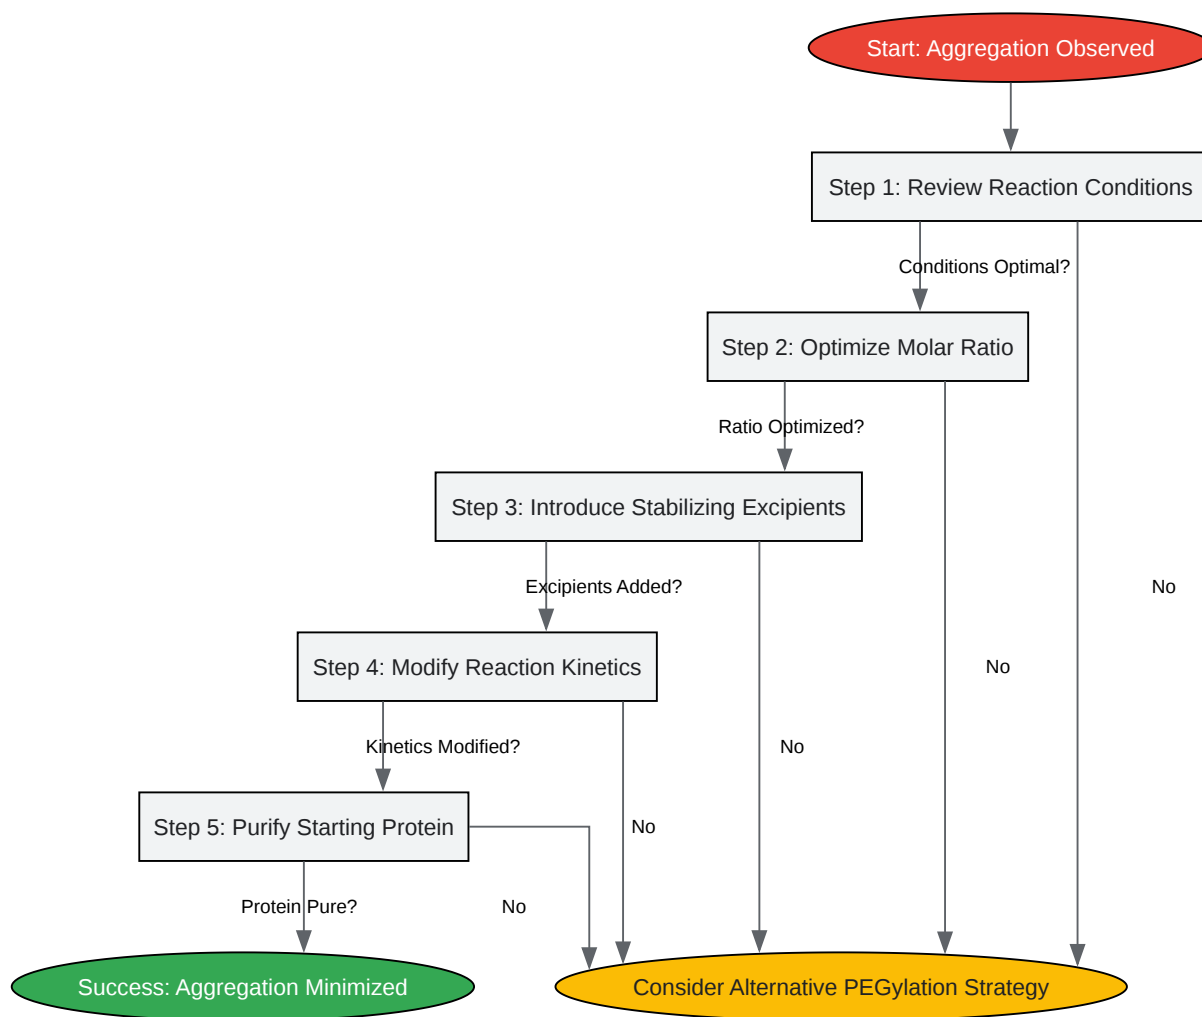 Start: Aggregation Observed
Step 1: Review Reaction Conditions
Conditions Optimal?
Step 2: Optimize Molar Ratio
Ratio Optimized?
Step 3: Introduce Stabilizing Excipients
Excipients Added?
No
Step 4: Modify Reaction Kinetics
No
Kinetics Modified?
No
Step 5: Purify Starting Protein
No
Protein Pure?
No
Success: Aggregation Minimized
Consider Alternative PEGylation Strategy